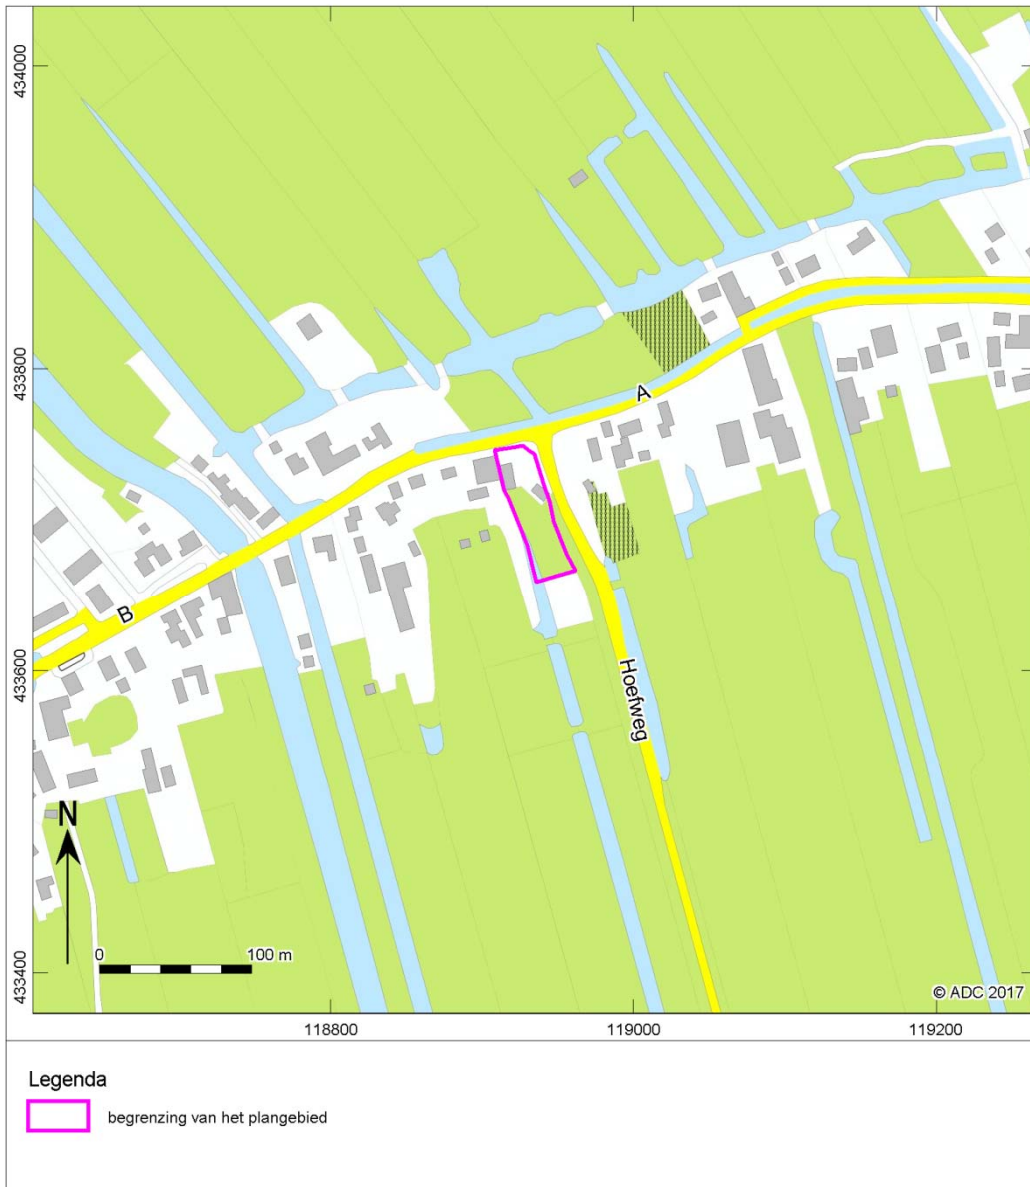 434000
433800
433600
433400
A
B
Hoefweg
N
0 100 m
© ADC 2017
118800 119000 119200
Legenda
begrenzing van het plangebied